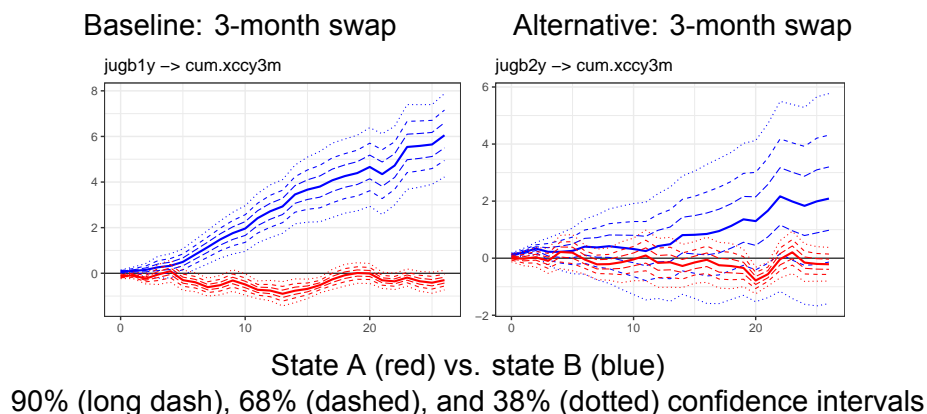 Baseline: 3-month swap
Alternative: 3-month swap
jugb1y −> cum.xccy3m
jugb2y −> cum.xccy3m
8
6
4
2
0
0
10
20
6
4
2
0
−2
0
10
20
State A (red) vs. state B (blue)
90% (long dash), 68% (dashed), and 38% (dotted) confidence intervals